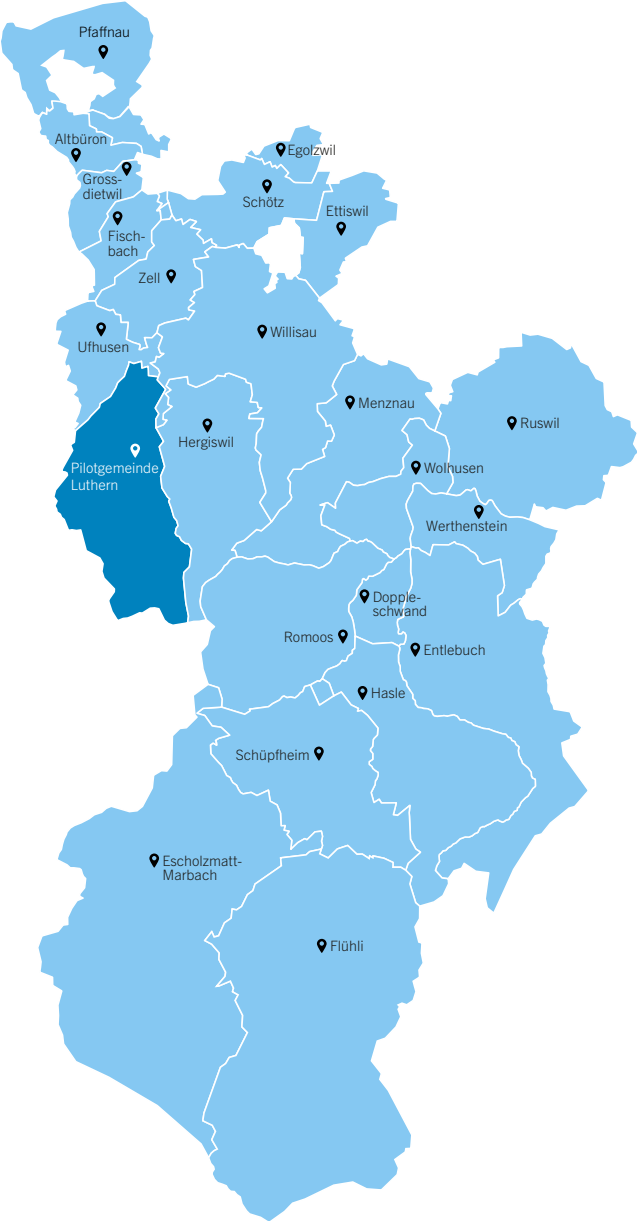 Pfaffnau
Altbüron
Egolzwil
Gross-
dietwil
Schötz
Ettiswil
Fisch-
bach
Zell
Willisau
Ufhusen
Menznau
Ruswil
Hergiswil
Wolhusen
Pilotgemeinde
Luthern
Werthenstein
Dopple-
schwand
Romoos
Entlebuch
Hasle
Schüpfheim
Escholzmatt-
Marbach
Flühli